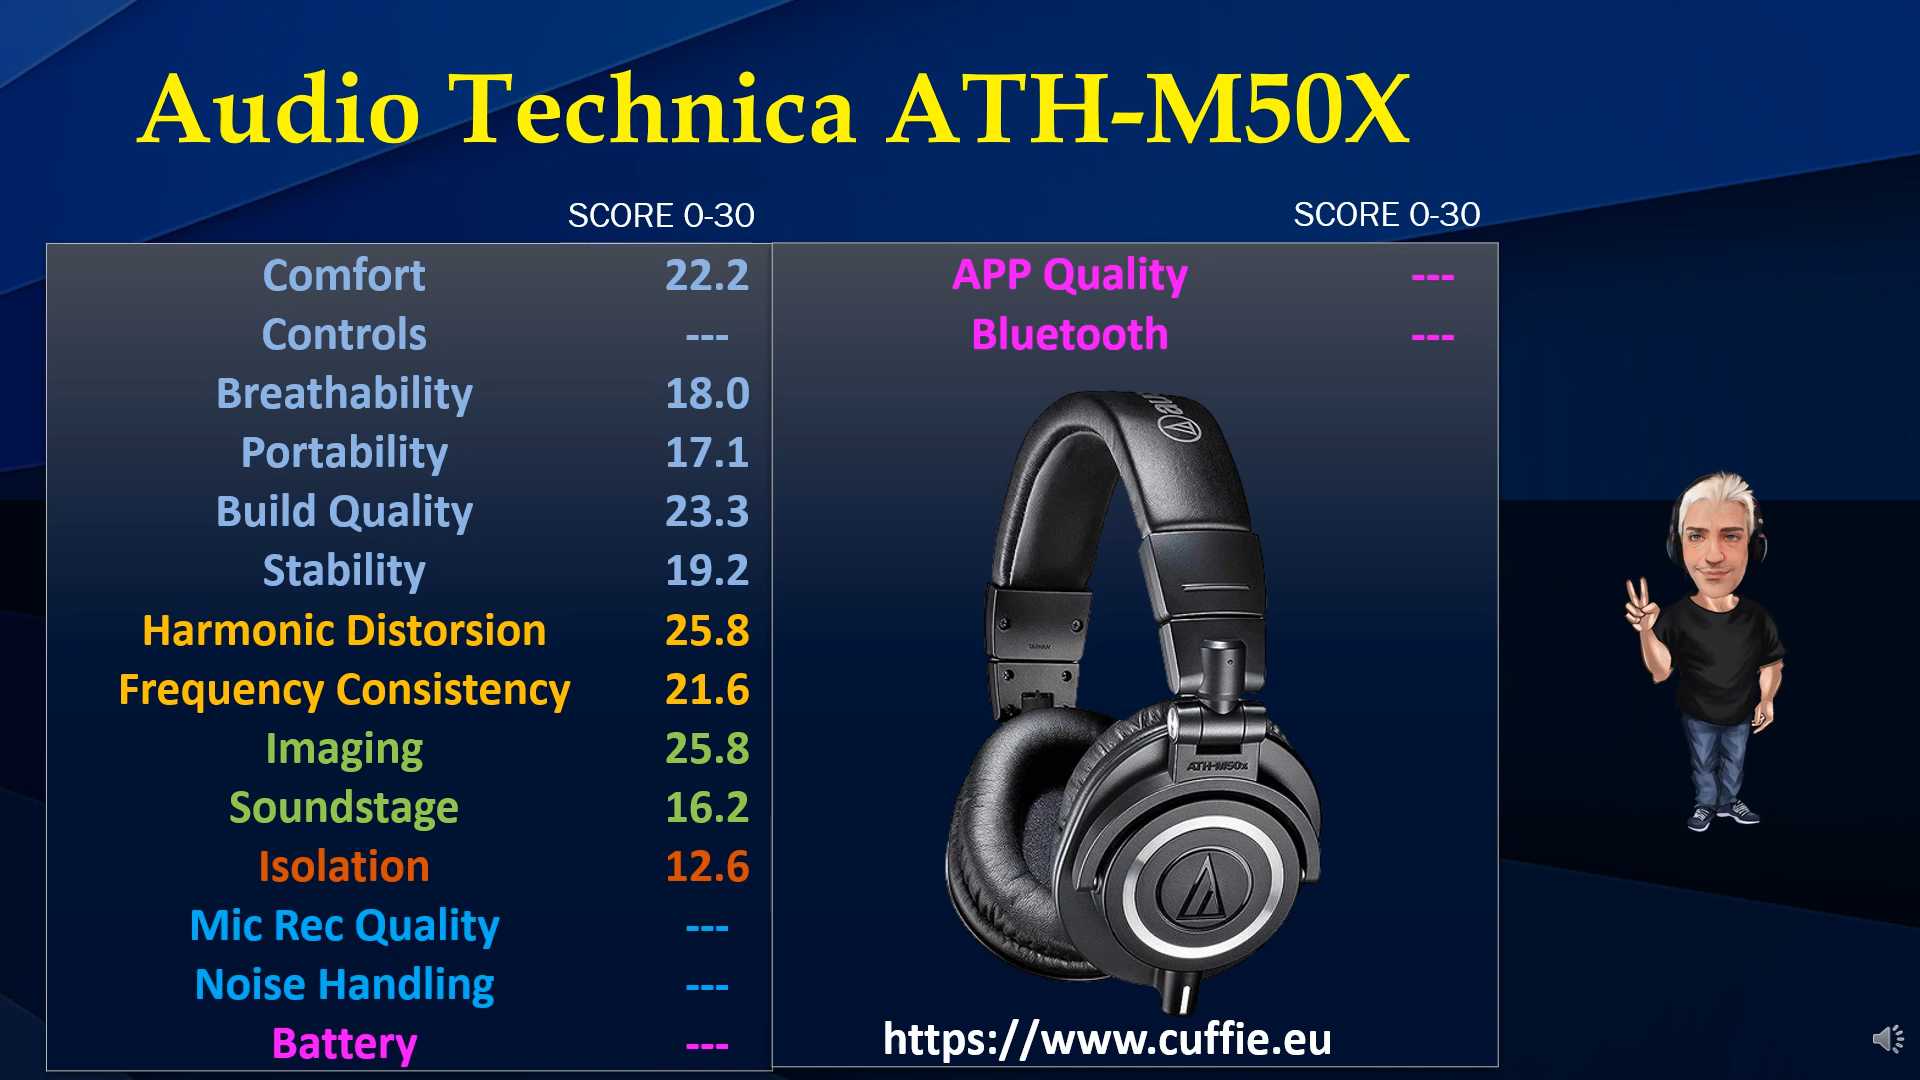 Audio Technica ATH-M50X
SCORE 0-30
Comfort 22.2
Controls ---
Breathability 18.0
Portability 17.1
Build Quality 23.3
Stability 19.2
Harmonic Distorsion 25.8
Frequency Consistency 21.6
Imaging 25.8
Soundstage 16.2
Isolation 12.6
Mic Rec Quality ---
Noise Handling ---
Battery ---
SCORE 0-30
APP Quality ---
Bluetooth ---
ATH-M50x
https://www.cuffie.eu